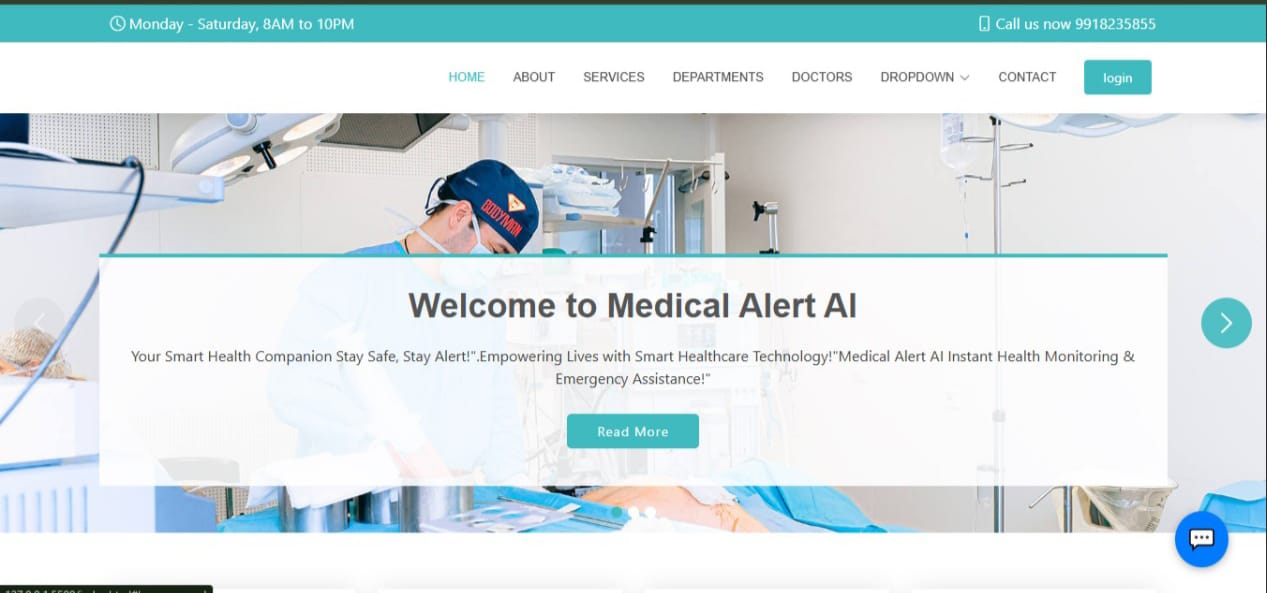 Monday - Saturday, 8AM to 10PM
Call us now 9918235855
HOME ABOUT SERVICES DEPARTMENTS DOCTORS DROPDOWN CONTACT login
BODYMAN
Welcome to Medical Alert AI
Your Smart Health Companion Stay Safe, Stay Alert!".Empowering Lives with Smart Healthcare Technology!"Medical Alert AI Instant Health Monitoring &
Emergency Assistance!"
Read More